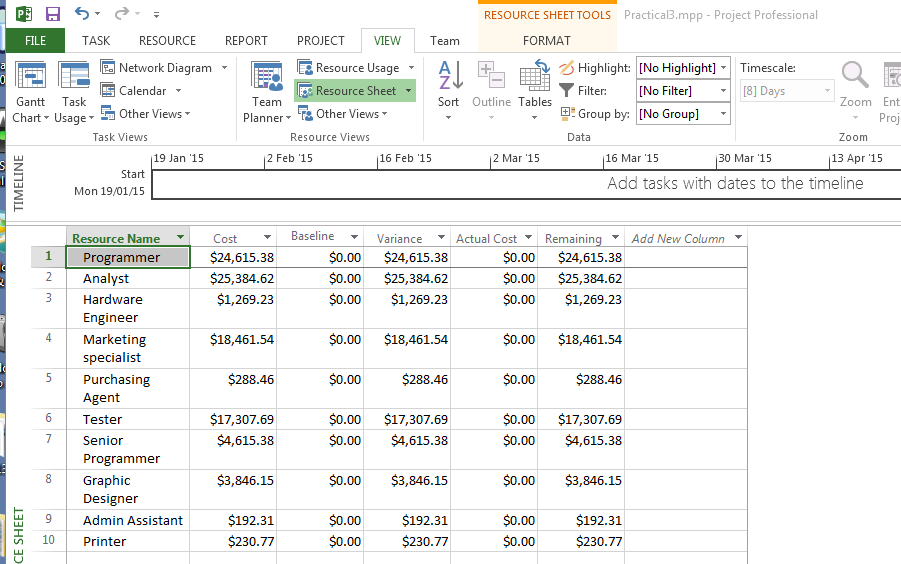 RESOURCE SHEET TOOLS Practical3.mpp - Project Professional
FILE TASK RESOURCE REPORT PROJECT VIEW Team FORMAT
Network Diagram Resource Usage Highlighting: [No Highlight] Timescale:
Gantt Chart Task Usage Calendar Team Planner Resource Sheet Sort Outline Tables Filter: [No Filter] [8] Days Zoom
Other Views Other Views Group by: [No Group]
Task Views Resource Views Data Zoom
TIMELINE
19 Jan '15 2 Feb '15 16 Feb '15 2 Mar '15 16 Mar '15 30 Mar '15 13 Apr '15
Start
Mon 19/01/15 Add tasks with dates to the timeline
Resource Name Cost Baseline Variance Actual Cost Remaining Add New Column
1 Programmer $24,615.38 $0.00 $24,615.38 $0.00 $24,615.38
2 Analyst $25,384.62 $0.00 $25,384.62 $0.00 $25,384.62
3 Hardware $1,269.23 $0.00 $1,269.23 $0.00 $1,269.23
Engineer
4 Marketing $18,461.54 $0.00 $18,461.54 $0.00 $18,461.54
specialist
5 Purchasing $288.46 $0.00 $288.46 $0.00 $288.46
Agent
6 Tester $17,307.69 $0.00 $17,307.69 $0.00 $17,307.69
7 Senior $4,615.38 $0.00 $4,615.38 $0.00 $4,615.38
Programmer
8 Graphic $3,846.15 $0.00 $3,846.15 $0.00 $3,846.15
Designer
9 Admin Assistant $192.31 $0.00 $192.31 $0.00 $192.31
10 Printer $230.77 $0.00 $230.77 $0.00 $230.77
CE SHEET